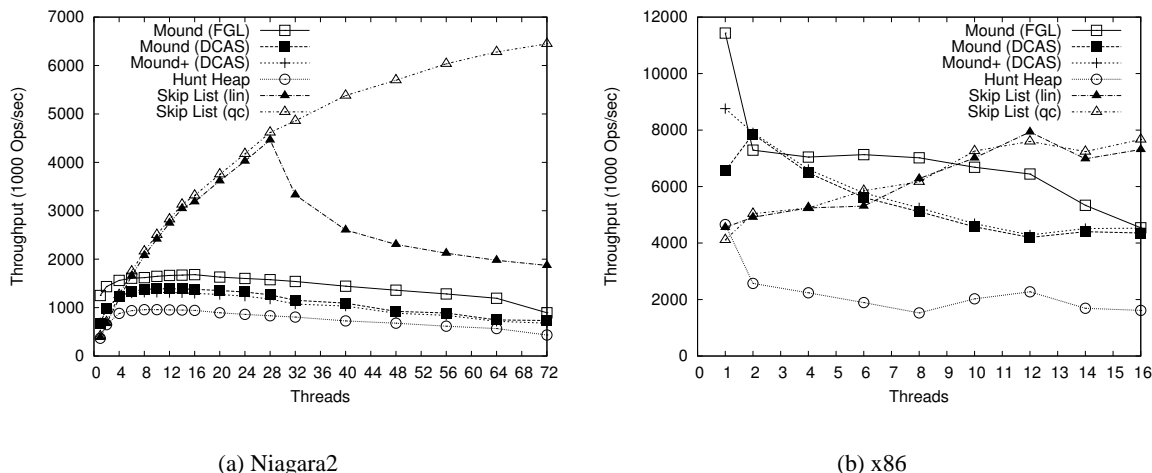 Mound (FGL)
Mound (DCAS)
Mound+ (DCAS)
Hunt Heap
Skip List (lin)
Skip List (qc)
Throughput (1000 Ops/sec)
7000
6000
5000
4000
3000
2000
1000
0
0 4 8 12 16 20 24 28 32 36 40 44 48 52 56 60 64 68 72
Threads
(a) Niagara2
Mound (FGL)
Mound (DCAS)
Mound+ (DCAS)
Hunt Heap
Skip List (lin)
Skip List (qc)
Throughput (1000 Ops/sec)
12000
10000
8000
6000
4000
2000
0
0 1 2 3 4 5 6 7 8 9 10 11 12 13 14 15 16
Threads
(b) x86